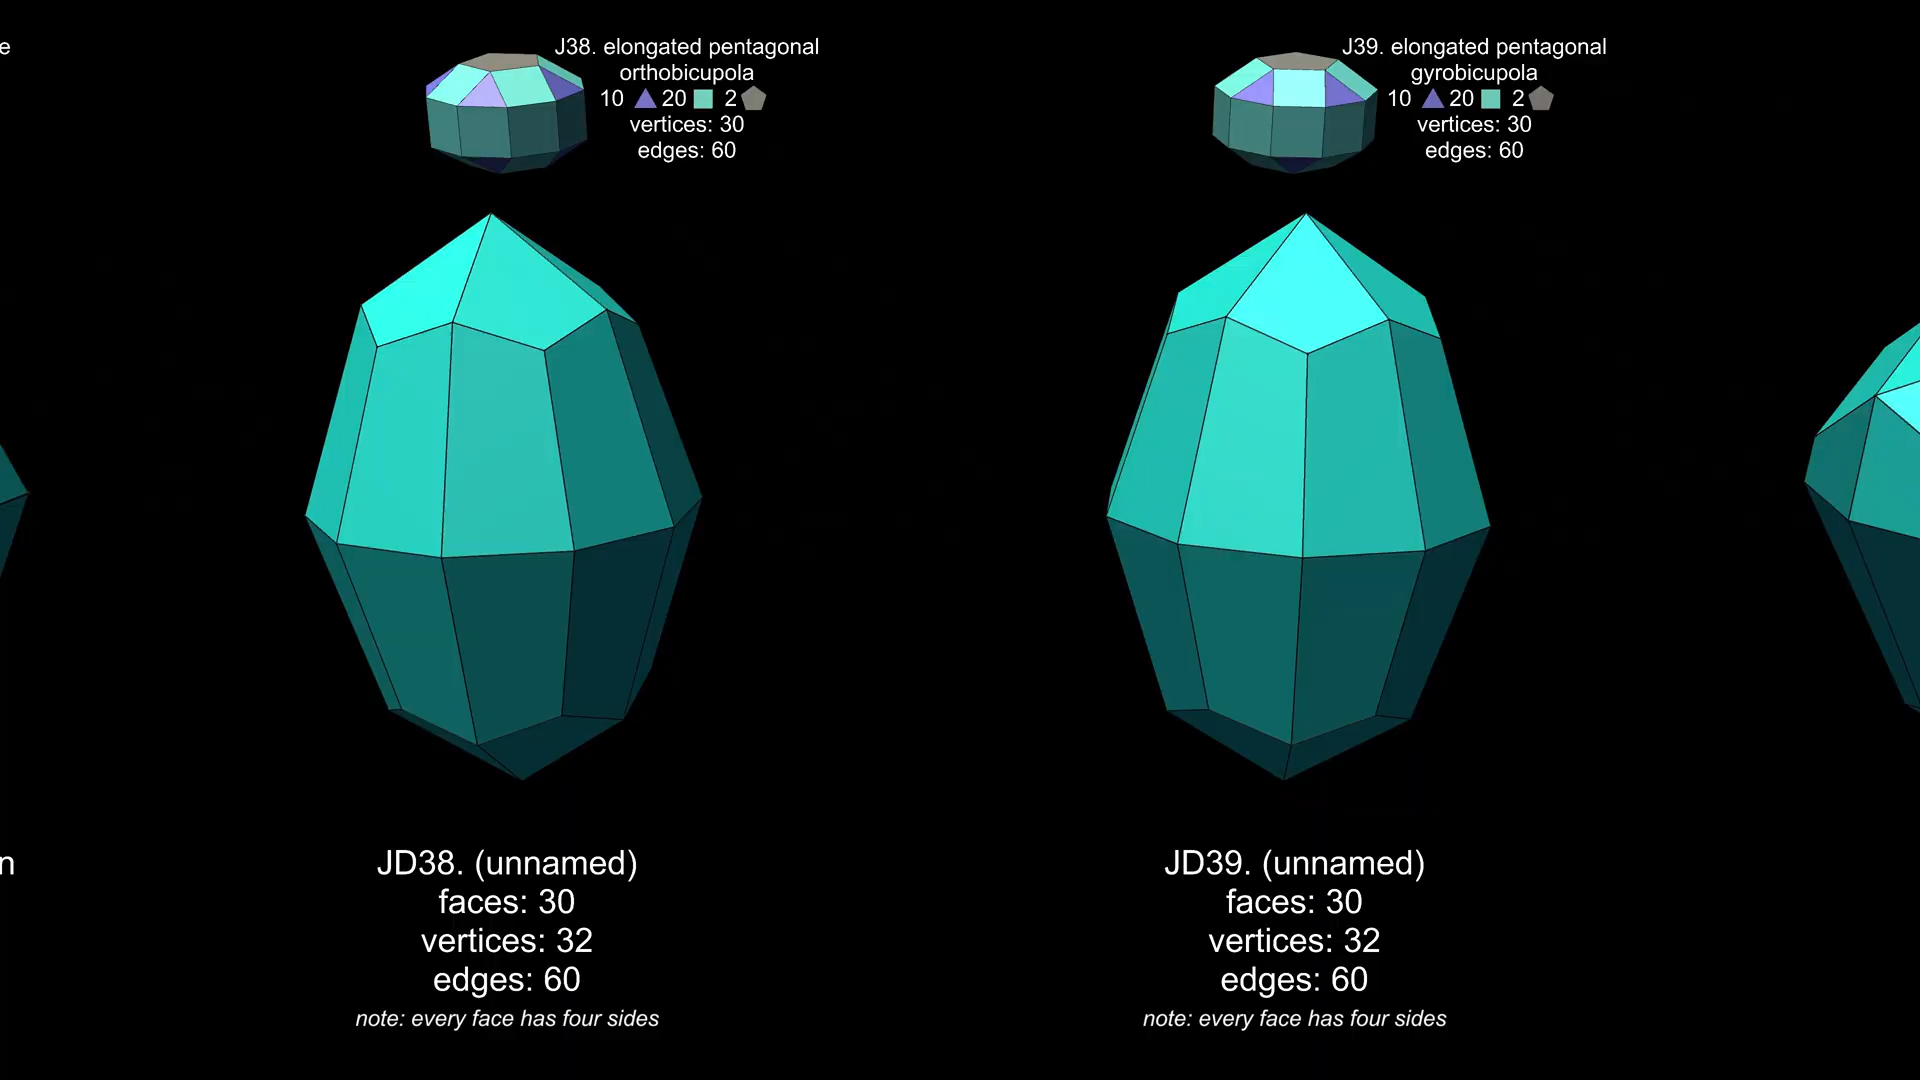 e
J38. elongated pentagonal
orthobicupola
10 20 2
vertices: 30
edges: 60
J39. elongated pentagonal
gyrobicupola
10 20 2
vertices: 30
edges: 60
n
JD38. (unnamed)
faces: 30
vertices: 32
edges: 60
note: every face has four sides
JD39. (unnamed)
faces: 30
vertices: 32
edges: 60
note: every face has four sides